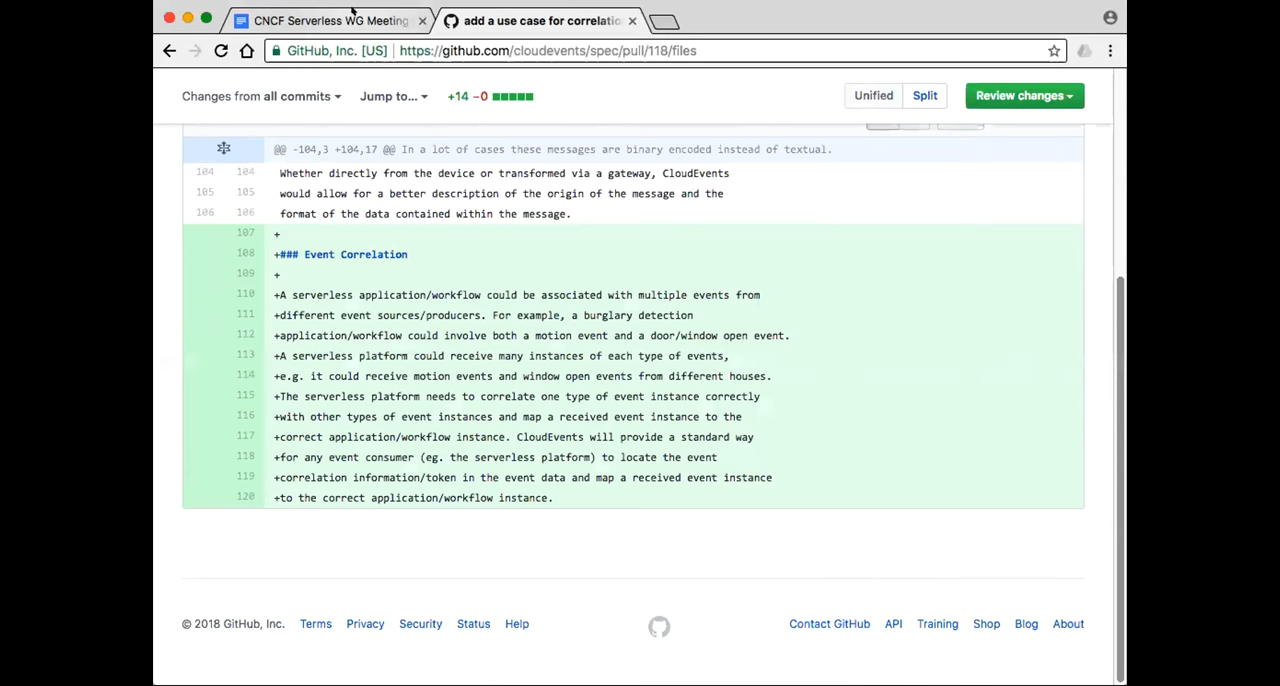 CNCF Serverless WG Meeting
add a use case for correlatio
GitHub, Inc. [US] | https://github.com/cloudevents/spec/pull/118/files
Changes from all commits Jump to... +14 −0 Unified Split Review changes
@@ -104,3 +104,17 @@ In a lot of cases these messages are binary encoded instead of textual.
104 104 Whether directly from the device or transformed via a gateway, CloudEvents
105 105 would allow for a better description of the origin of the message and the
106 106 format of the data contained within the message.
107 +
108 +### Event Correlation
109 +
110 +A serverless application/workflow could be associated with multiple events from
111 +different event sources/producers. For example, a burglary detection
112 +application/workflow could involve both a motion event and a door/window open event.
113 +A serverless platform could receive many instances of each type of events,
114 +e.g. it could receive motion events and window open events from different houses.
115 +The serverless platform needs to correlate one type of event instance correctly
116 +with other types of event instances and map a received event instance to the
117 +correct application/workflow instance. CloudEvents will provide a standard way
118 +for any event consumer (eg. the serverless platform) to locate the event
119 +correlation information/token in the event data and map a received event instance
120 +to the correct application/workflow instance.
© 2018 GitHub, Inc. Terms Privacy Security Status Help Contact GitHub API Training Shop Blog About